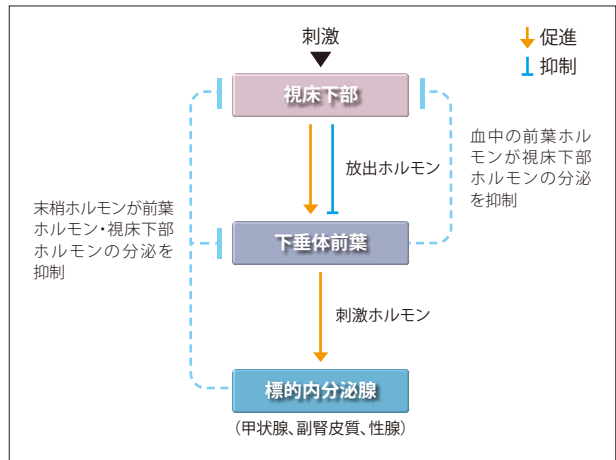 刺激
促進
抑制
視床下部
放出ホルモン
血中の前葉ホル
モンが視床下部
ホルモンの分泌
を抑制
末梢ホルモンが前葉
ホルモン・視床下部
ホルモンの分泌を
抑制
下垂体前葉
刺激ホルモン
標的内分泌腺
（甲状腺、副腎皮質、性腺）